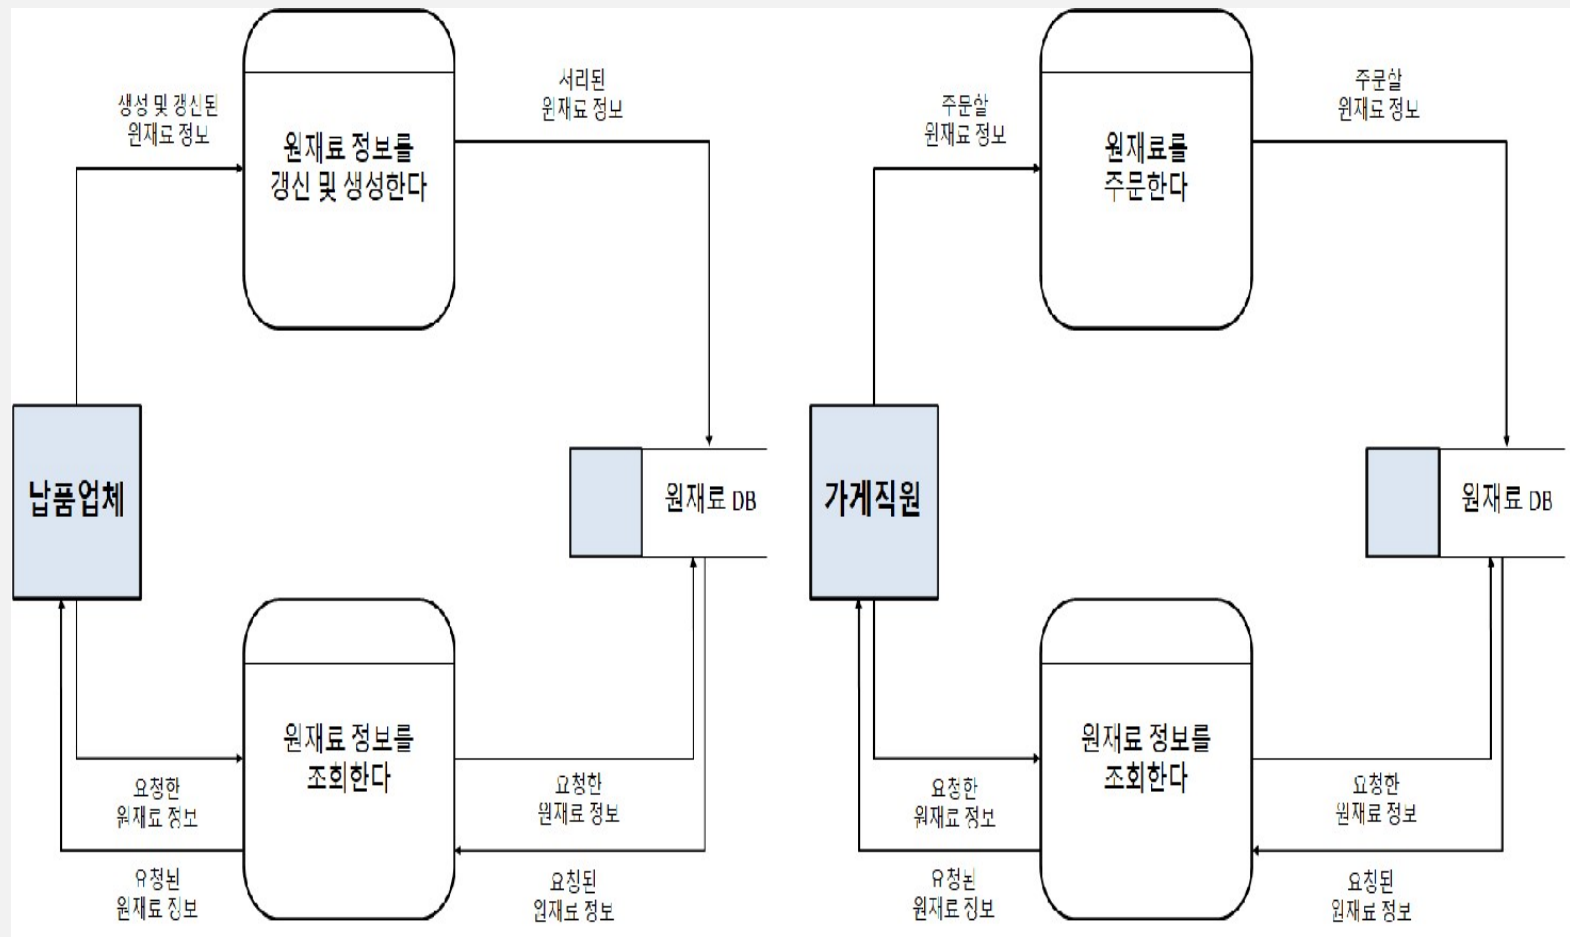 생성 및 갱신된
원재료 정보
원재료 정보를
갱신 및 생성한다
서리된
원재료 정보
납품업체
원재료 DB
원재료 정보를
조회한다
요청한
원재료 정보
요청된
원재료 정보
요청한
원재료 정보
요청된
원재료 정보
주문할
원재료 정보
원재료를
주문한다
주문할
원재료 정보
가게직원
원재료 DB
원재료 정보를
조회한다
요청한
원재료 정보
요청된
원재료 정보
요청한
원재료 정보
요청된
원재료 정보